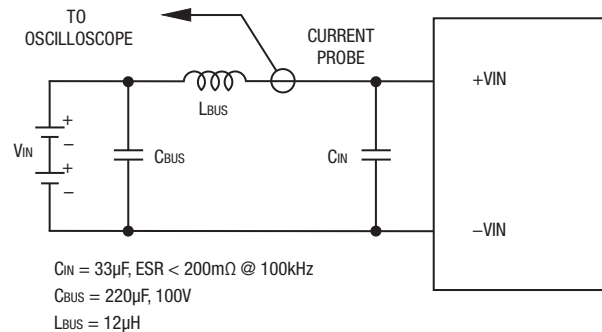 TO
OSCILLOSCOPE
CURRENT
PROBE
+VIN
LBUS
+
VIN
−
+
−
CBUS
CIN
−VIN
CIN = 33µF, ESR < 200mΩ @ 100kHz
CBUS = 220µF, 100V
LBUS = 12µH